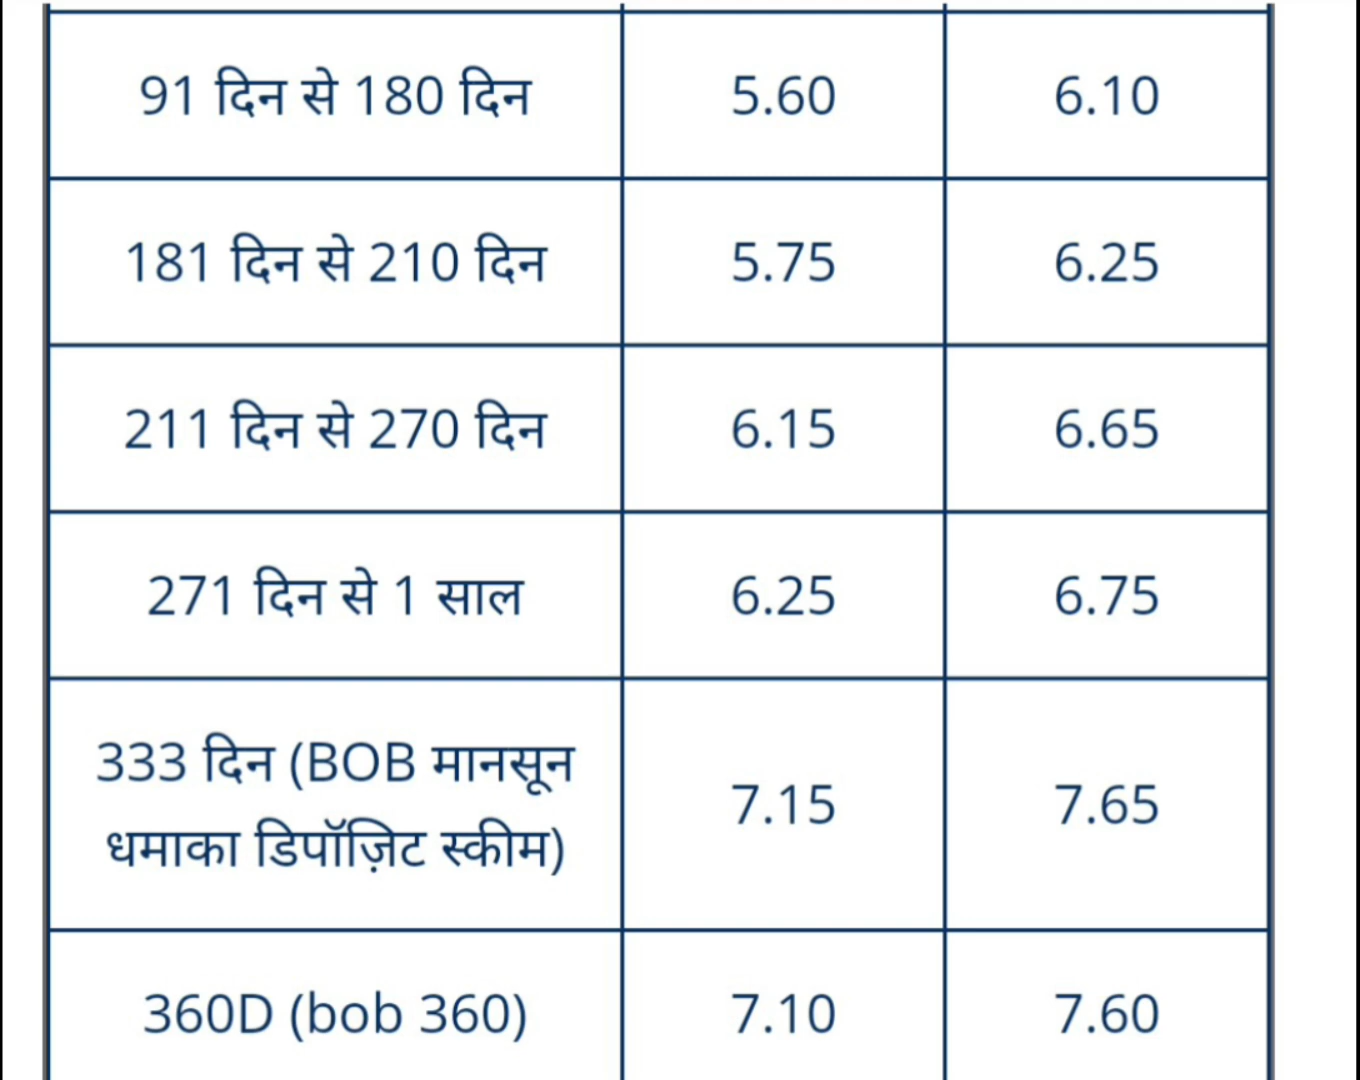 91 दिन से 180 दिन 5.60 6.10
181 दिन से 210 दिन 5.75 6.25
211 दिन से 270 दिन 6.15 6.65
271 दिन से 1 साल 6.25 6.75
333 दिन (BOB मानसून
धमाका डिपॉज़िट स्कीम) 7.15 7.65
360D (bob 360) 7.10 7.60